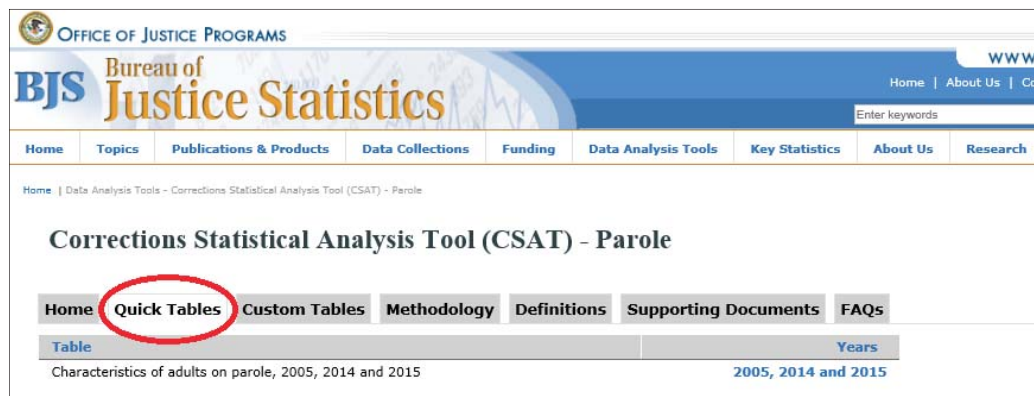 OFFICE OF JUSTICE PROGRAMS
BJS Bureau of Justice Statistics
WWW
Home | About Us | Co
Enter keywords
Home Topics Publications & Products Data Collections Funding Data Analysis Tools Key Statistics About Us Research
Home | Data Analysis Tools - Corrections Statistical Analysis Tool (CSAT) - Parole
Corrections Statistical Analysis Tool (CSAT) - Parole
Home Quick Tables Custom Tables Methodology Definitions Supporting Documents FAQs
Table Years
Characteristics of adults on parole, 2005, 2014 and 2015 2005, 2014 and 2015